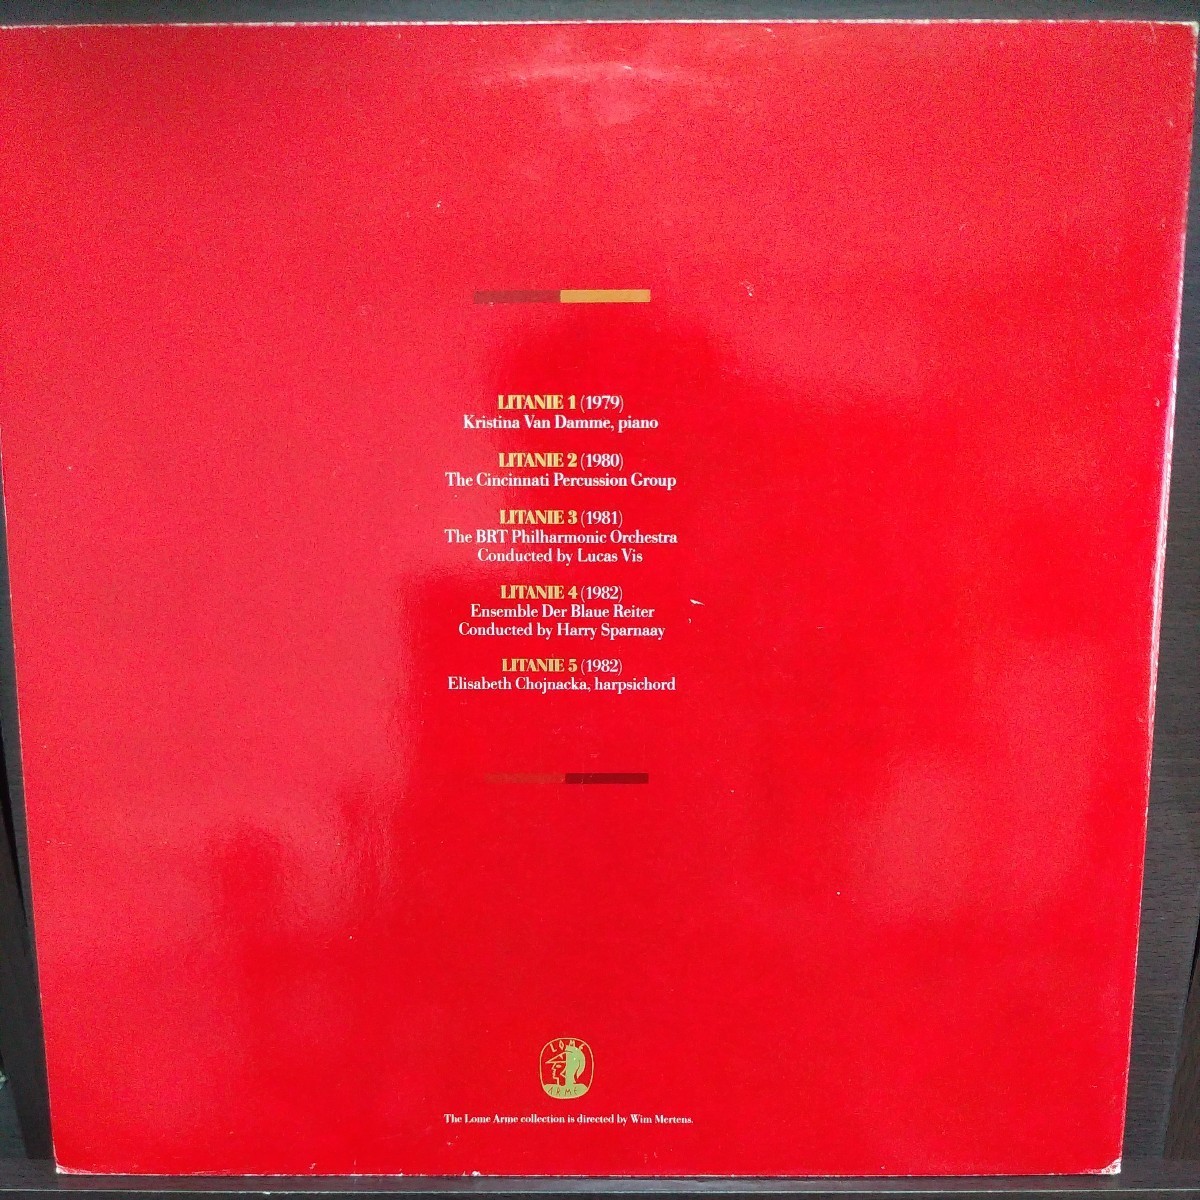 LITANIE 1 (1979)
Kristina Van Damme, piano
LITANIE 2 (1980)
The Cincinnati Percussion Group
LITANIE 3 (1981)
The BRT Philharmonic Orchestra
Conducted by Lucas Vis
LITANIE 4 (1982)
Ensemble Der Blaue Reiter
Conducted by Harry Sparnaay
LITANIE 5 (1982)
Elisabeth Chojnacka, harpsichord
LOME
ARME
The Lome Arme collection is directed by Wim Mertens.